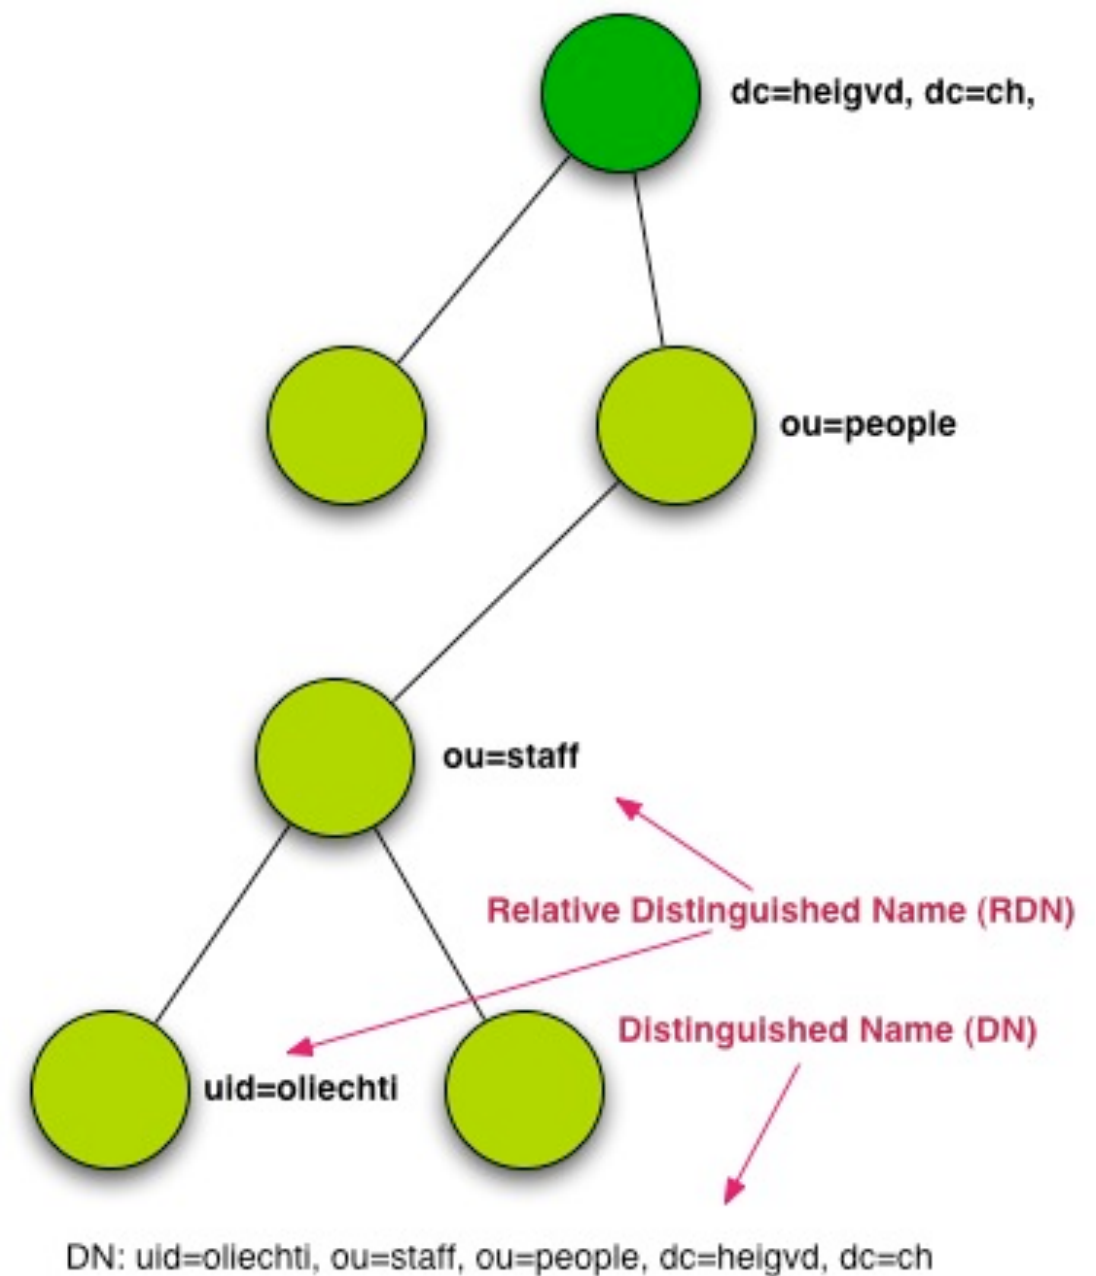 dc=heigvd, dc=ch,
ou=people
ou=staff
Relative Distinguished Name (RDN)
Distinguished Name (DN)
uid=oliechti
DN: uid=oliechti, ou=staff, ou=people, dc=heigvd, dc=ch